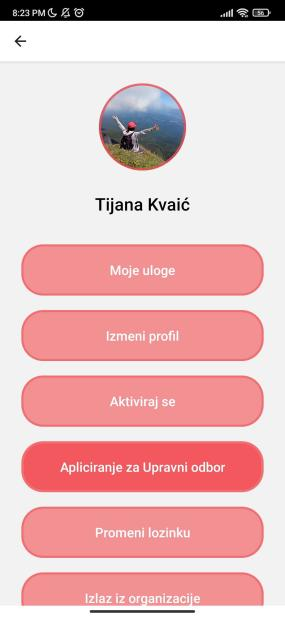 8:23 PM
56
Tijana Kvaić
Moje uloge
Izmeni profil
Aktiviraj se
Apliciranje za Upravni odbor
Promeni lozinku
Izlaz iz organizacije